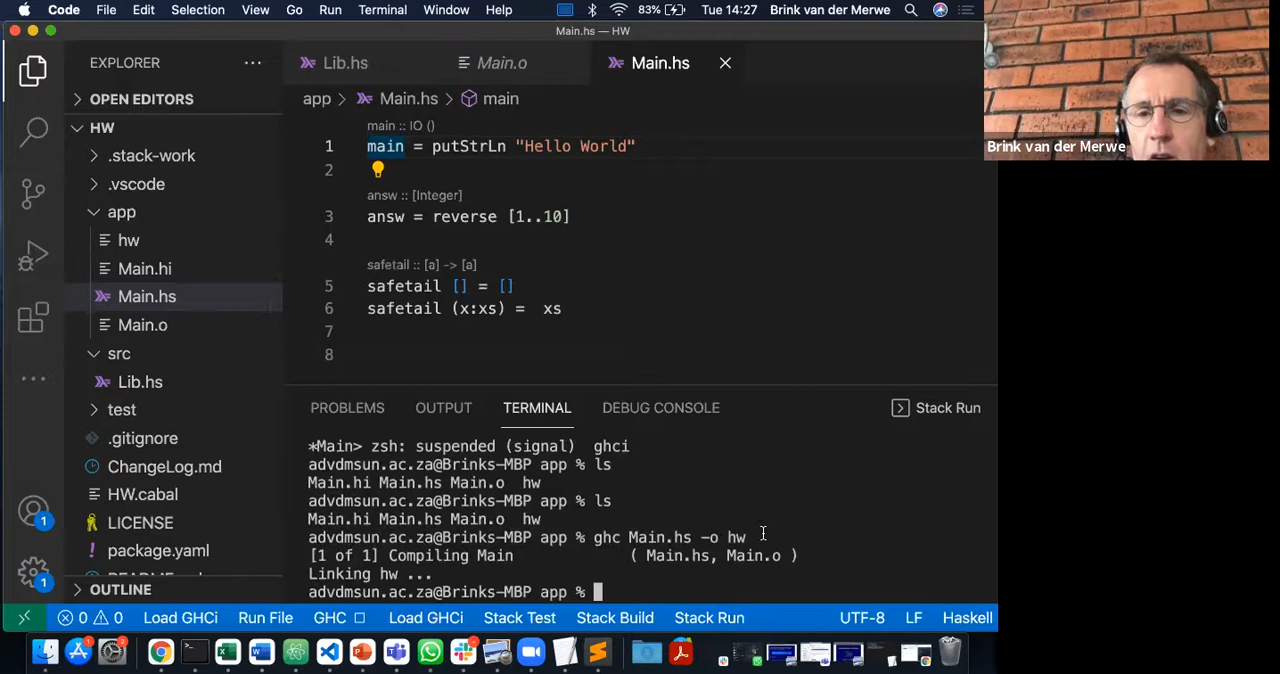 Code File Edit Selection View Go Run Terminal Window Help 83% Tue 14:27 Brink van der Merwe
Main.hs — HW
EXPLORER
Lib.hs Main.o Main.hs
OPEN EDITORS
app > Main.hs > main
HW
.stack-work
.vscode
app
hw
Main.hi
Main.hs
Main.o
src
Lib.hs
test
.gitignore
ChangeLog.md
HW.cabal
LICENSE
package.yaml
OUTLINE
main :: IO ()
1 main = putStrLn "Hello World"
2
answ :: [Integer]
3 answ = reverse [1..10]
4
safetail :: [a] -> [a]
5 safetail [] = []
6 safetail (x:xs) =  xs
7
8
PROBLEMS OUTPUT TERMINAL DEBUG CONSOLE Stack Run
*Main> zsh: suspended (signal)  ghci
advdmsun.ac.za@Brinks-MBP app % ls
Main.hi Main.hs Main.o  hw
advdmsun.ac.za@Brinks-MBP app % ls
Main.hi Main.hs Main.o  hw
advdmsun.ac.za@Brinks-MBP app % ghc Main.hs -o hw
[1 of 1] Compiling Main             ( Main.hs, Main.o )
Linking hw ...
advdmsun.ac.za@Brinks-MBP app %
1
1
0 0 Load GHCi Run File GHC Load GHCi Stack Test Stack Build Stack Run UTF-8 LF Haskell
Brink van der Merwe